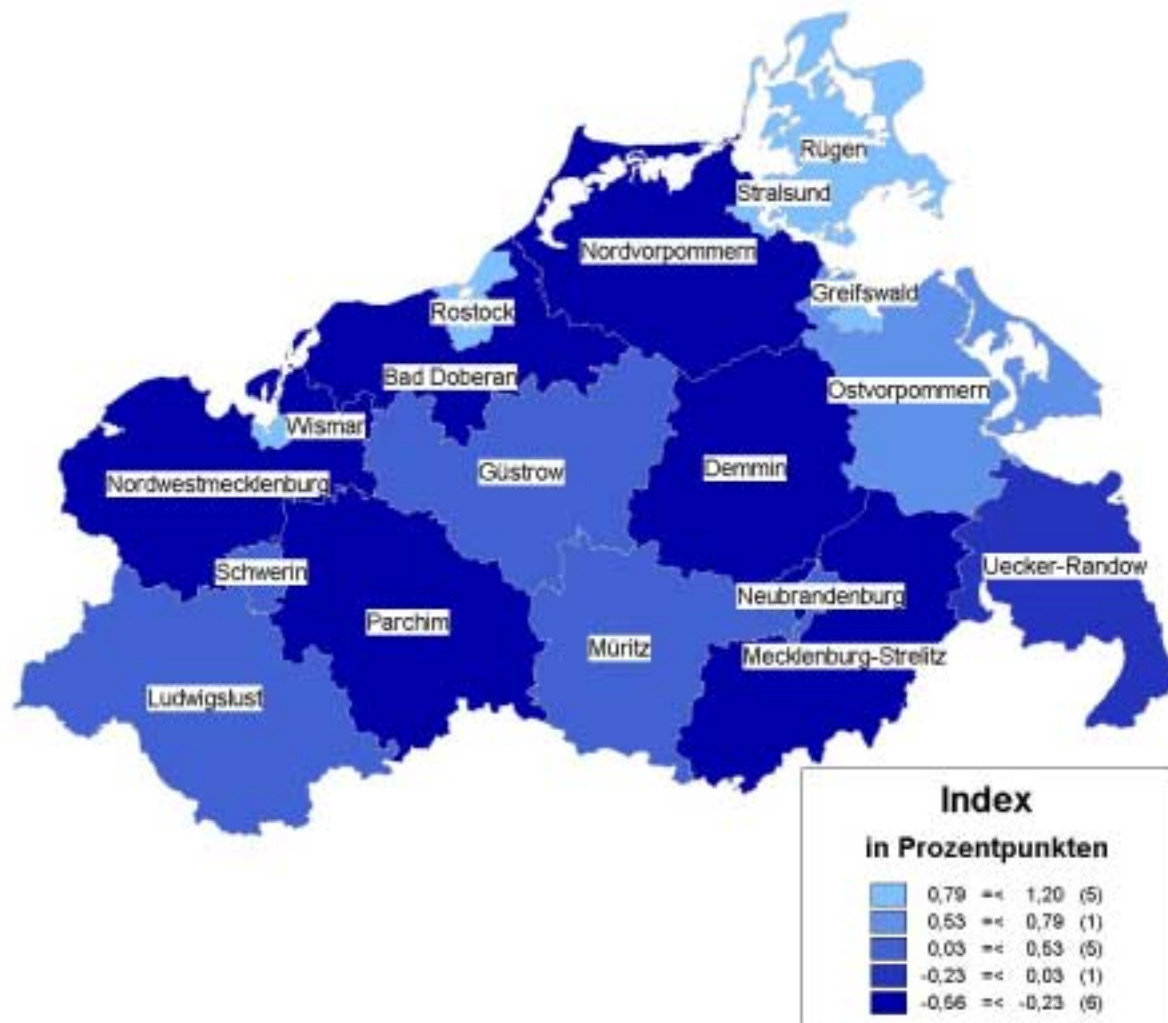 Rügen
Stralsund
Nordvorpommern
Greifswald
Rostock
Bad Doberan
Ostvorpommern
Wismar
Güstrow
Demmin
Nordwestmecklenburg
Schwerin
Uecker-Randow
Neubrandenburg
Parchim
Müritz
Mecklenburg-Strelitz
Ludwigslust
Index
in Prozentpunkten
0,79 =< 1,20 (5)
0,53 =< 0,79 (1)
0,03 =< 0,53 (5)
-0,23 =< 0,03 (1)
-0,56 =< -0,23 (6)